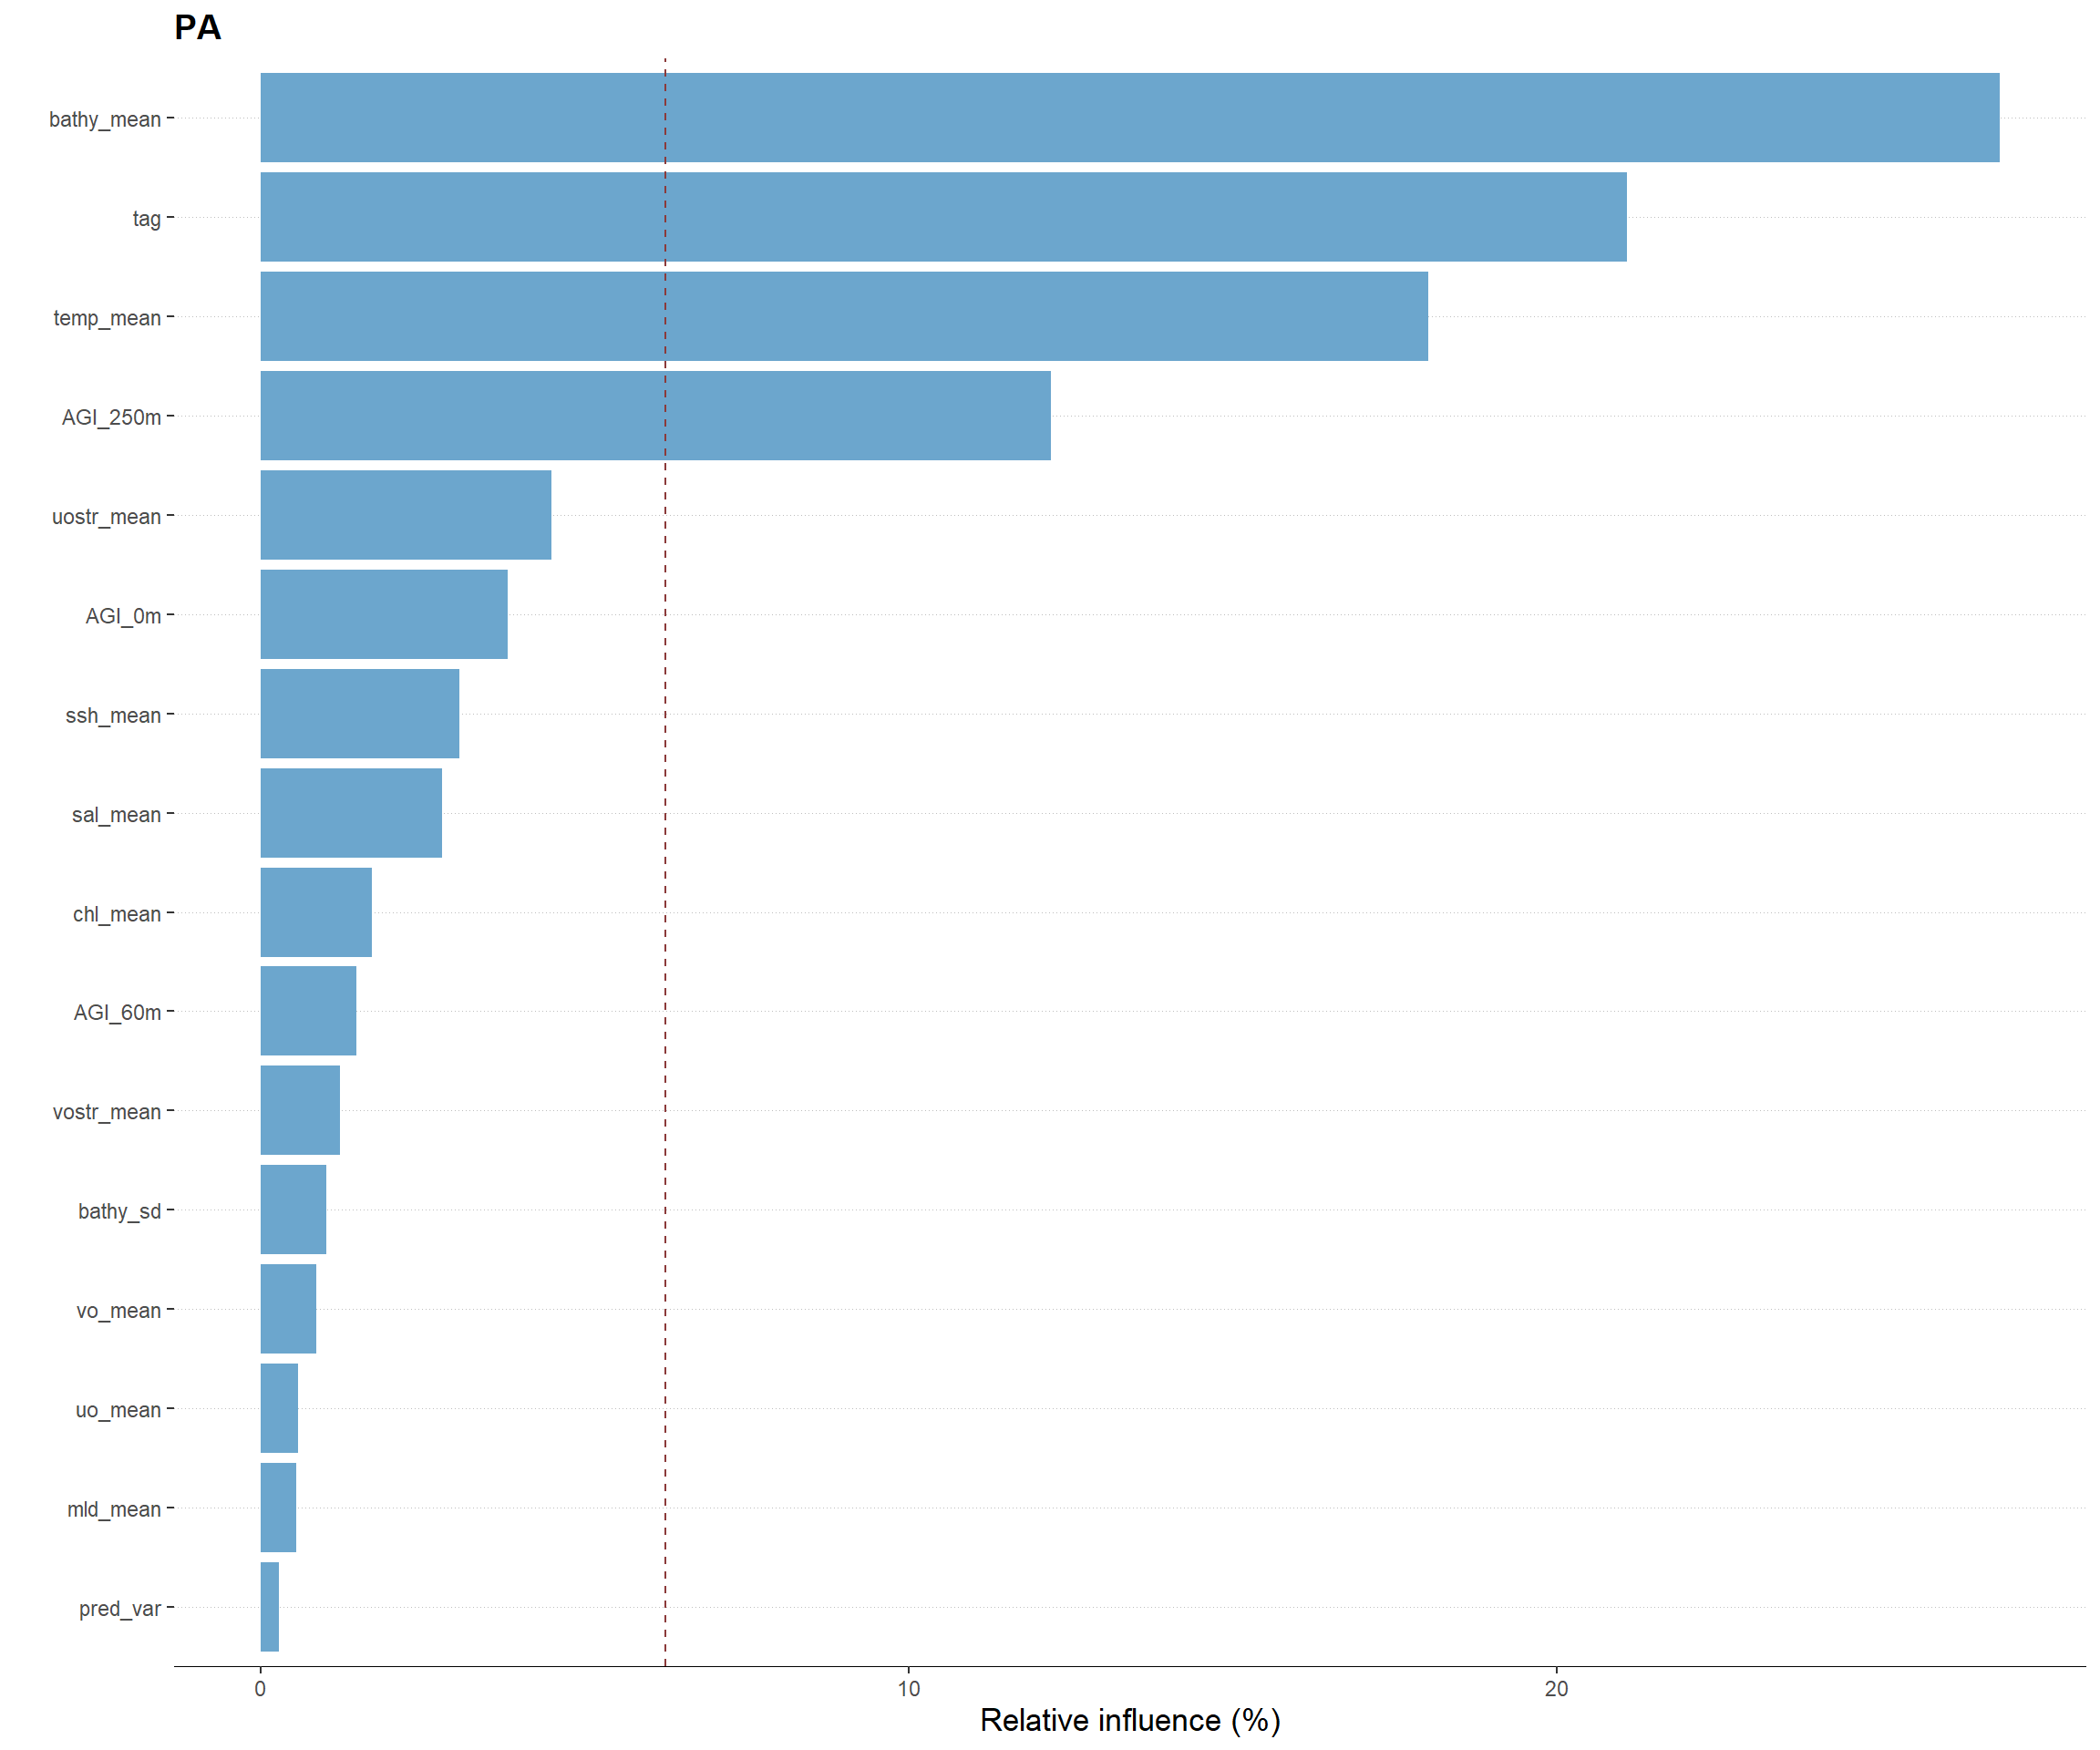 PA
bathy_mean
tag
temp_mean
AGI_250m
uostr_mean
AGI_0m
ssh_mean
sal_mean
chl_mean
AGI_60m
vostr_mean
bathy_sd
vo_mean
uo_mean
mld_mean
pred_var
0 10 20
Relative influence (%)